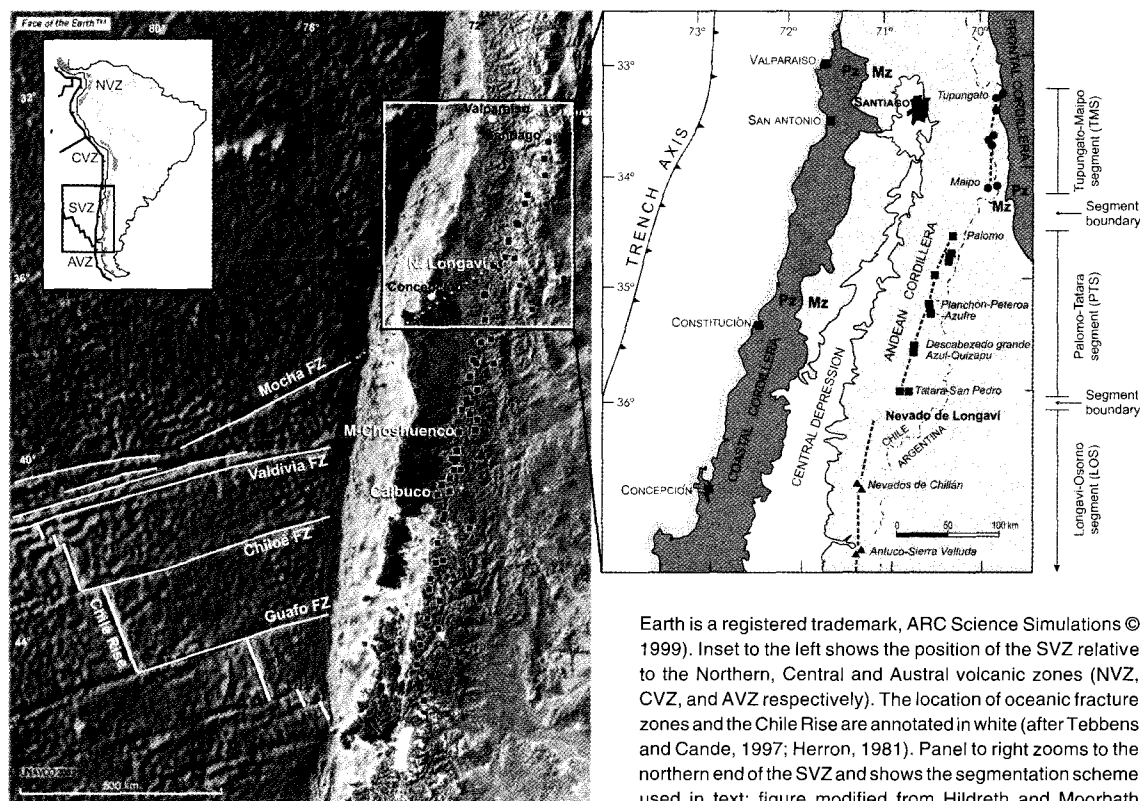 Face of the Earth™
80°
76°
72°
32°
36°
40°
44°
NVZ
CVZ
SVZ
AVZ
Valparaiso
Santiago
N. Longaví
Concepción
Mocha FZ
M-Choshuenco
Valdivia FZ
Calbuco
Chiloé FZ
Guafo FZ
Chile Rise
500 km
73°
72°
71°
70°
33°
34°
35°
36°
TRENCH AXIS
VALPARAISO
SAN ANTONIO
SANTIAGO
CONSTITUCIÓN
CONCEPCIÓN
Pz
Mz
Pz
Mz
Pz
Mz
COASTAL CORDILLERA
CENTRAL DEPRESSION
ANDEAN CORDILLERA
FRONTAL CORDILLERA
Tupungato
Maipo
Palomo
Planchón-Peteroa
-Azufre
Descabezado grande
Azul-Quizapu
Tatara-San Pedro
Nevado de Longaví
CHILE
ARGENTINA
Nevados de Chillán
Antuco-Sierra Velluda
0 50 100 km
Tupungato-Maipo
segment (TMS)
Segment
boundary
Palomo-Tatara
segment (PTS)
Segment
boundary
Longaví-Osorno
segment (LOS)
Earth is a registered trademark, ARC Science Simulations ©
1999). Inset to the left shows the position of the SVZ relative
to the Northern, Central and Austral volcanic zones (NVZ,
CVZ, and AVZ respectively). The location of oceanic fracture
zones and the Chile Rise are annotated in white (after Tebbens
and Cande, 1997; Herron, 1981). Panel to right zooms to the
northern end of the SVZ and shows the segmentation scheme
used in text; figure modified from Hildreth and Moorbath